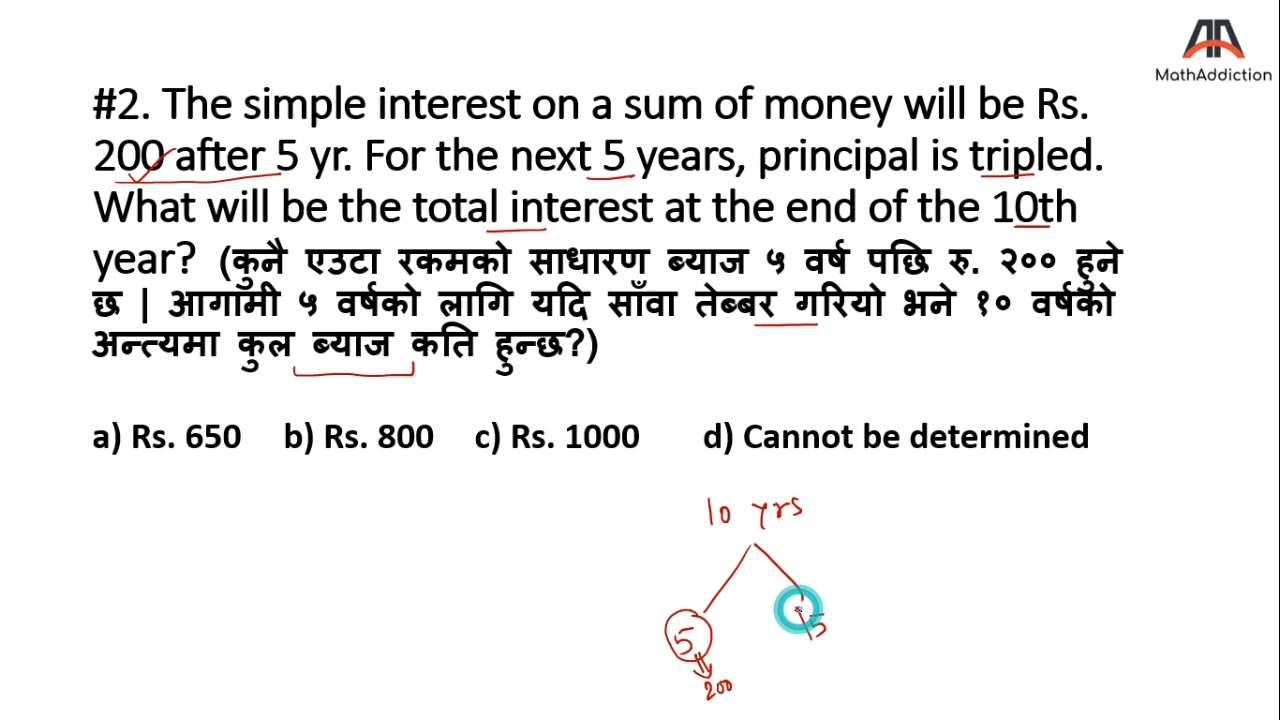 MathAddiction
#2. The simple interest on a sum of money will be Rs.
200 after 5 yr. For the next 5 years, principal is tripled.
What will be the total interest at the end of the 10th
year? (कुनै एउटा रकमको साधारण ब्याज ५ वर्ष पछि रु. २०० हुने
छ | आगामी ५ वर्षको लागि यदि साँवा तेब्बर गरियो भने १० वर्षको
अन्त्यमा कुल ब्याज कति हुन्छ?)
a) Rs. 650 b) Rs. 800 c) Rs. 1000 d) Cannot be determined
10 yrs
5 5
200